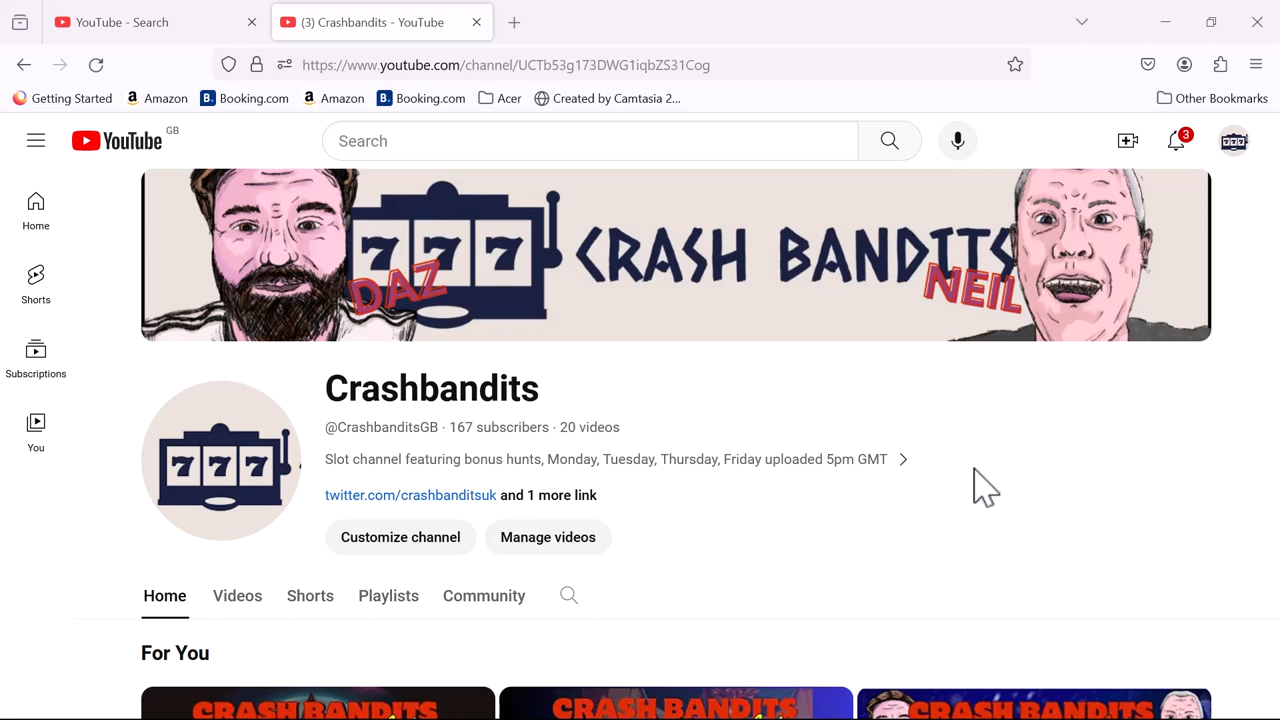 YouTube - Search
(3) Crashbandits - YouTube
https://www.youtube.com/channel/UCTb53g173DWG1iqbZS31Cog
Getting Started
Amazon
Booking.com
Amazon
Booking.com
Acer
Created by Camtasia 2...
Other Bookmarks
YouTube GB
Search
3
Home
Shorts
Subscriptions
You
777
DAZ
CRASH BANDITS
NEIL
777
Crashbandits
@CrashbanditsGB · 167 subscribers · 20 videos
Slot channel featuring bonus hunts, Monday, Tuesday, Thursday, Friday uploaded 5pm GMT
twitter.com/crashbanditsuk and 1 more link
Customize channel
Manage videos
Home
Videos
Shorts
Playlists
Community
For You
CRASH BANDITS
CRASH BANDITS
CRASH BANDITS